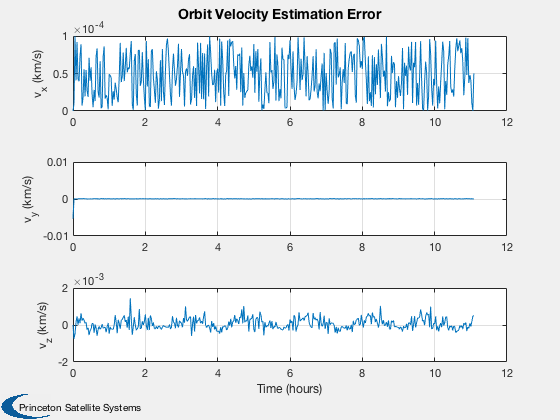 Orbit Velocity Estimation Error
×10-4
1
0.5
0
v_x (km/s)
0 2 4 6 8 10 12
0.01
0
-0.01
v_y (km/s)
0 2 4 6 8 10 12
×10-3
2
0
-2
v_z (km/s)
0 2 4 6 8 10 12
Time (hours)
Princeton Satellite Systems